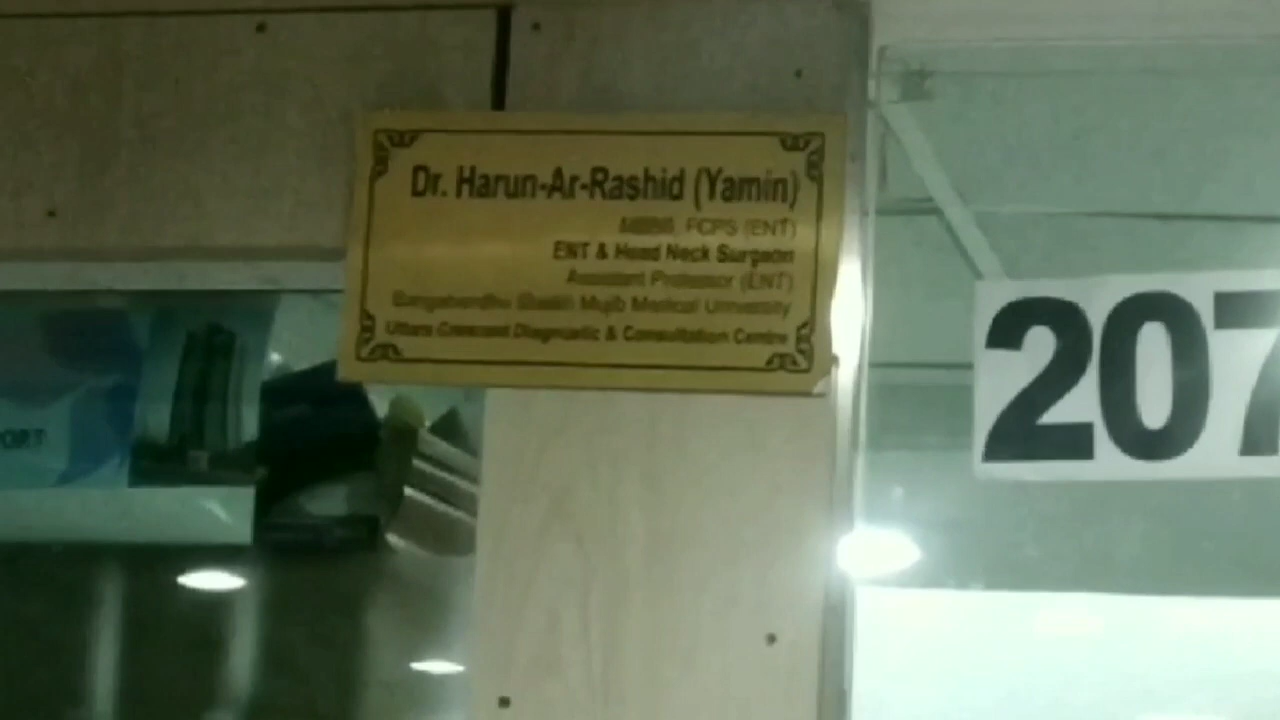 Dr. Harun-Ar-Rashid (Yamin)
MBBS, FCPS (ENT)
ENT & Head Neck Surgeon
Assistant Professor (ENT)
Bangabandhu Sheikh Mujib Medical University
Uttara Crescent Diagnostic & Consultation Centre
207